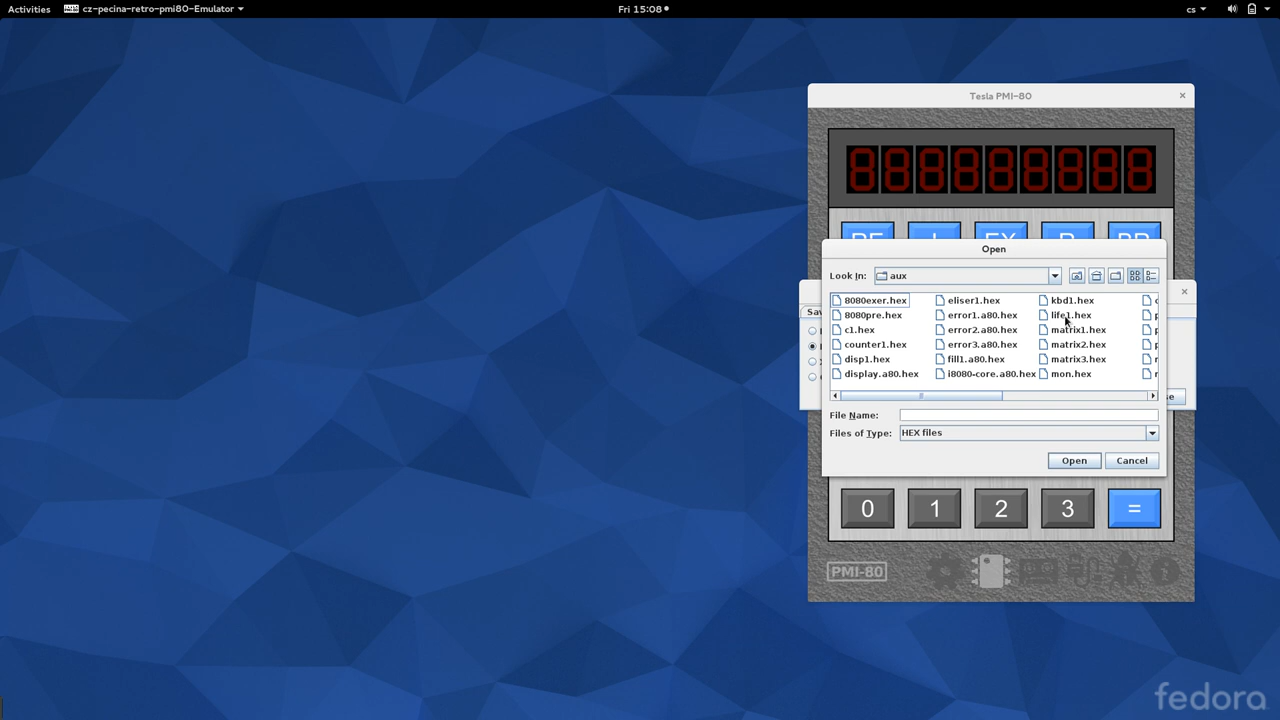 Activities cz-pecina-retro-pmi80-Emulator Fri 15:08 cs
Tesla PMI-80
888888888
Open
Look In: aux
8080exer.hex eliser1.hex kbd1.hex
8080pre.hex error1.a80.hex life1.hex
c1.hex error2.a80.hex matrix1.hex
counter1.hex error3.a80.hex matrix2.hex
disp1.hex fill1.a80.hex matrix3.hex
display.a80.hex i8080-core.a80.hex mon.hex
File Name:
Files of Type: HEX files
Open Cancel
0 1 2 3 =
PMI-80
fedora